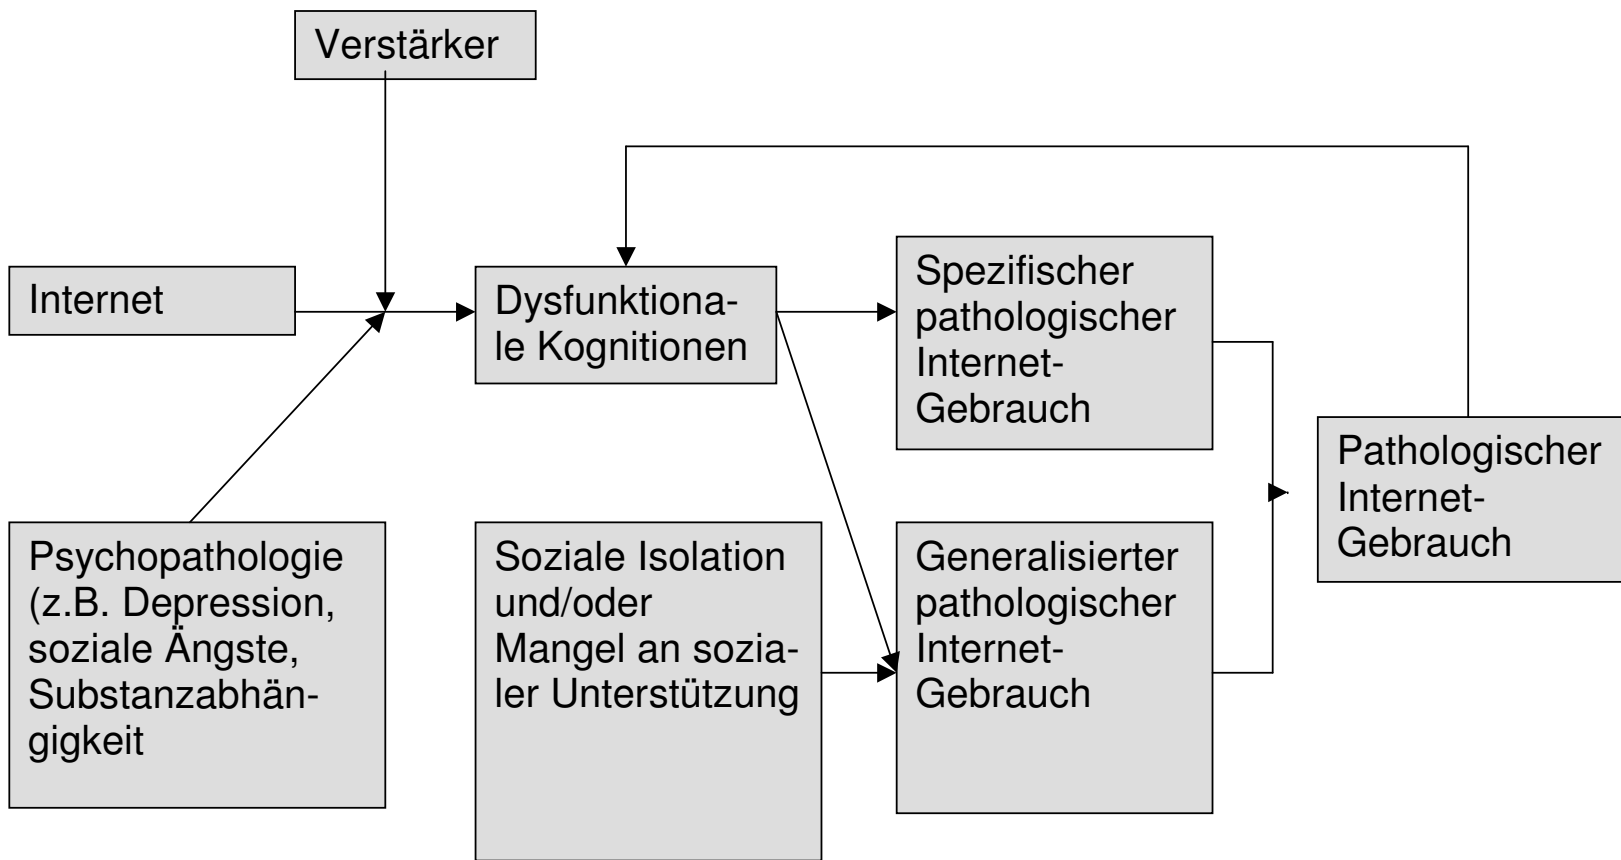 Verstärker
Internet
Dysfunktiona-
le Kognitionen
Spezifischer
pathologischer
Internet-
Gebrauch
Pathologischer
Internet-
Gebrauch
Psychopathologie
(z.B. Depression,
soziale Ängste,
Substanzabhän-
gigkeit
Soziale Isolation
und/oder
Mangel an sozia-
ler Unterstützung
Generalisierter
pathologischer
Internet-
Gebrauch